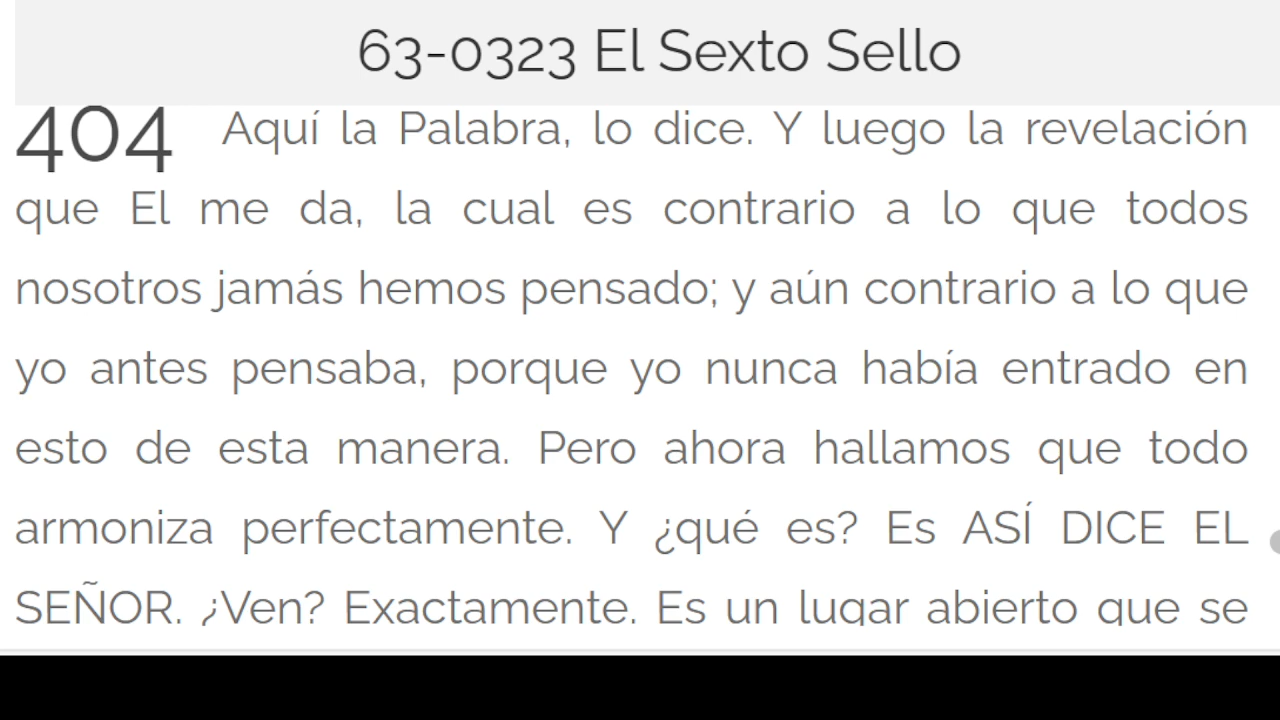 63-0323 El Sexto Sello
404 Aquí la Palabra, lo dice. Y luego la revelación
que El me da, la cual es contrario a lo que todos
nosotros jamás hemos pensado; y aún contrario a lo que
yo antes pensaba, porque yo nunca había entrado en
esto de esta manera. Pero ahora hallamos que todo
armoniza perfectamente. Y ¿qué es? Es ASÍ DICE EL
SEÑOR. ¿Ven? Exactamente. Es un lugar abierto que se